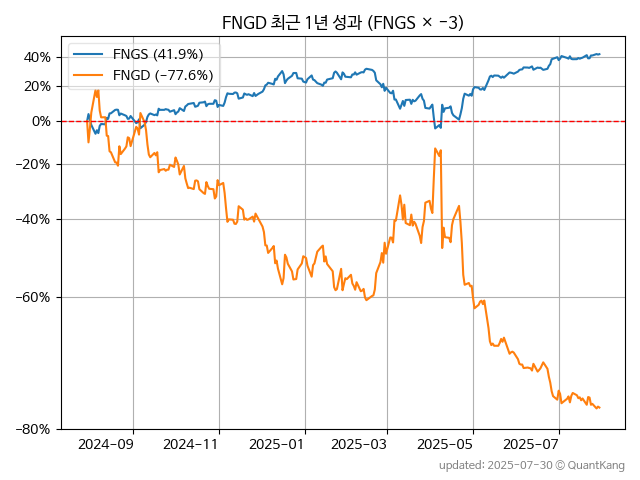 FNGD 최근 1년 성과 (FNGS × −3)
FNGS (41.9%)
FNGD (−77.6%)
40%
20%
0%
−20%
−40%
−60%
−80%
2024-09 2024-11 2025-01 2025-03 2025-05 2025-07
updated: 2025-07-30 © QuantKang